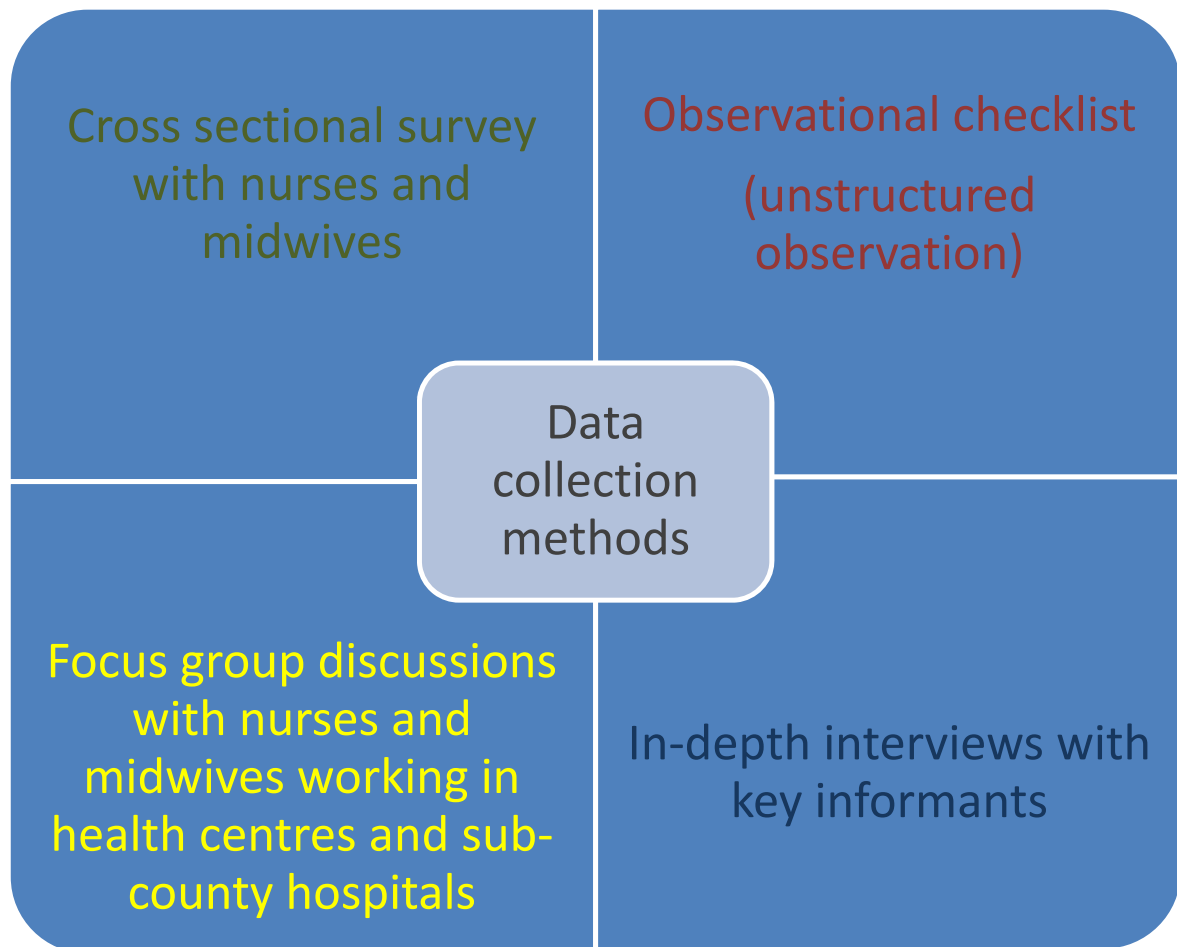 Cross sectional survey
with nurses and
midwives
Observational checklist
(unstructured
observation)
Data
collection
methods
Focus group discussions
with nurses and
midwives working in
health centres and sub-
county hospitals
In-depth interviews with
key informants